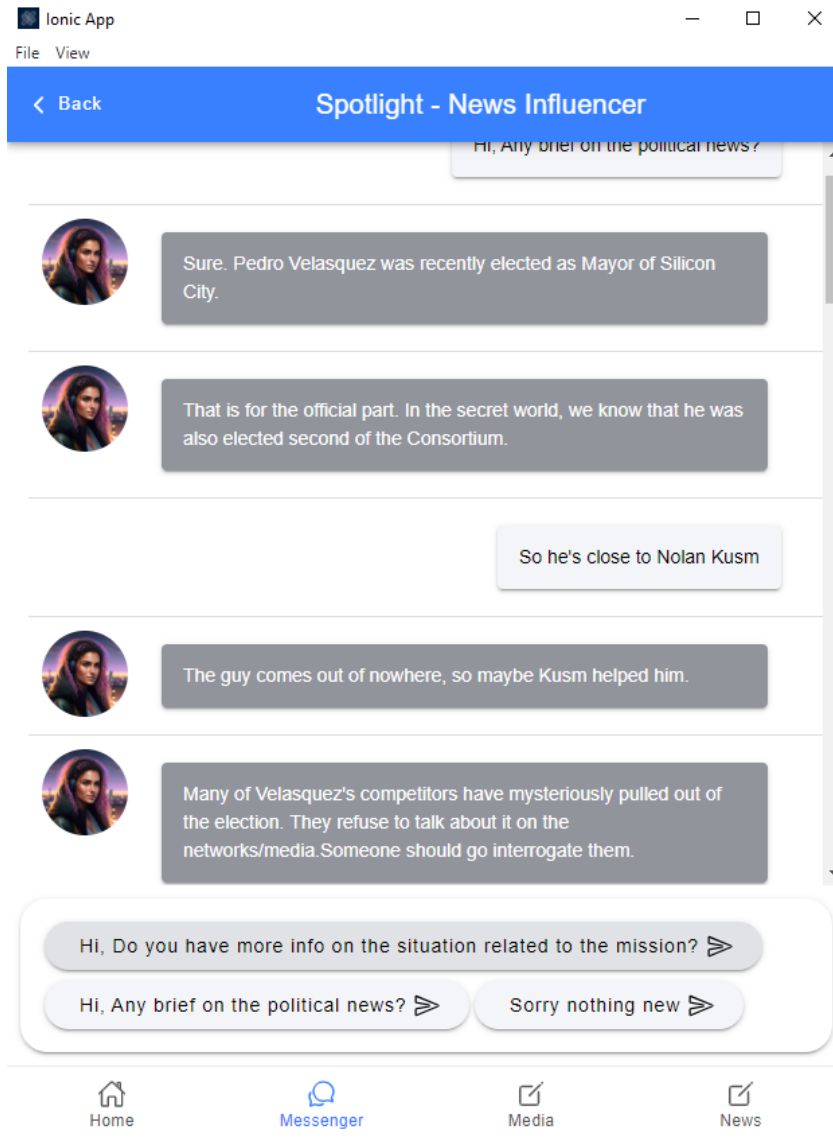 Ionic App
File View
Back
Spotlight - News Influencer
Hi, Any brief on the political news?
Sure. Pedro Velasquez was recently elected as Mayor of Silicon
City.
That is for the official part. In the secret world, we know that he was
also elected second of the Consortium.
So he's close to Nolan Kusm
The guy comes out of nowhere, so maybe Kusm helped him.
Many of Velasquez's competitors have mysteriously pulled out of
the election. They refuse to talk about it on the
networks/media.Someone should go interrogate them.
Hi, Do you have more info on the situation related to the mission?
Hi, Any brief on the political news?
Sorry nothing new
Home
Messenger
Media
News